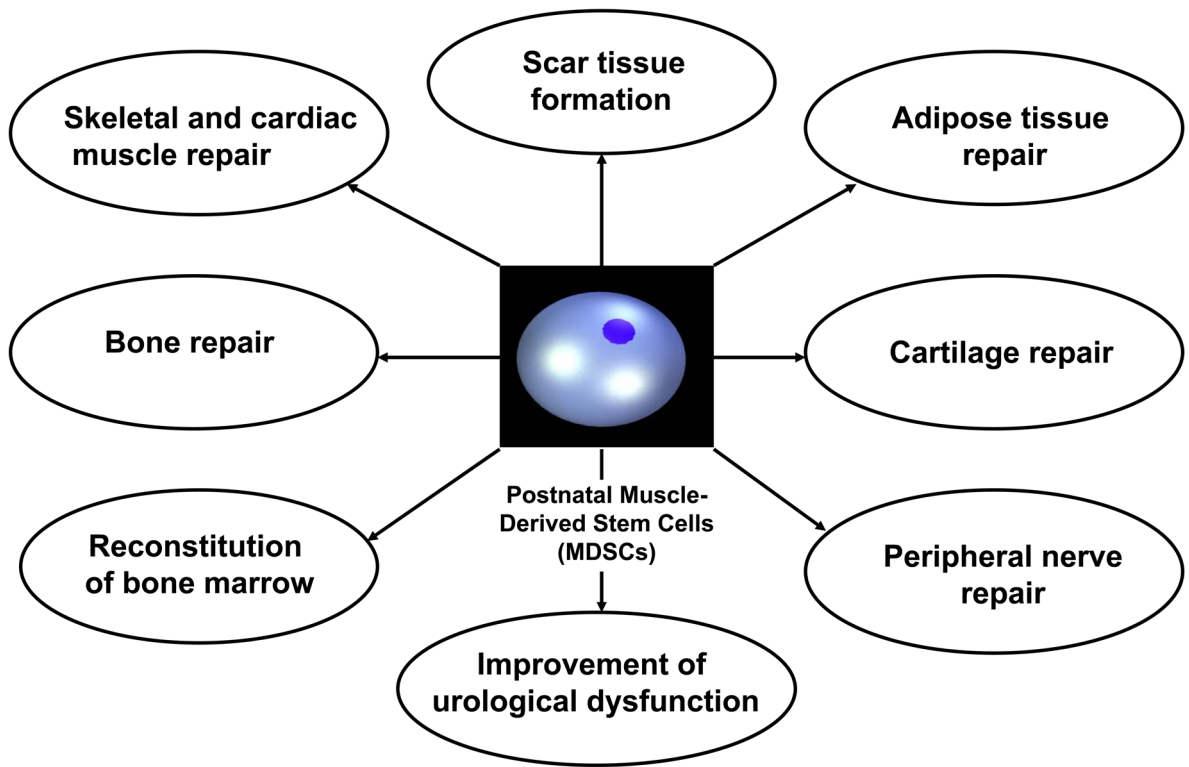 Scar tissue
formation
Skeletal and cardiac
muscle repair
Adipose tissue
repair
Bone repair
Cartilage repair
Postnatal Muscle-
Derived Stem Cells
(MDSCs)
Reconstitution
of bone marrow
Peripheral nerve
repair
Improvement of
urological dysfunction